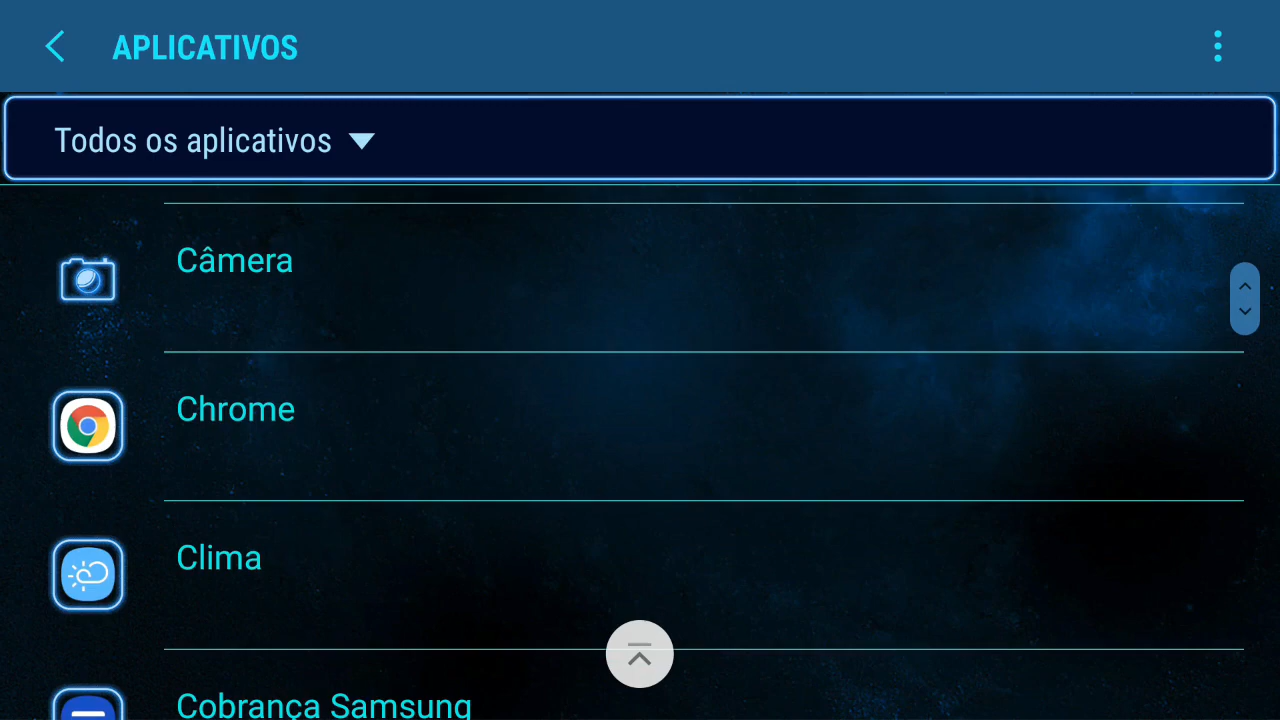 APLICATIVOS
Todos os aplicativos
Câmera
Chrome
Clima
Cobrança Samsung